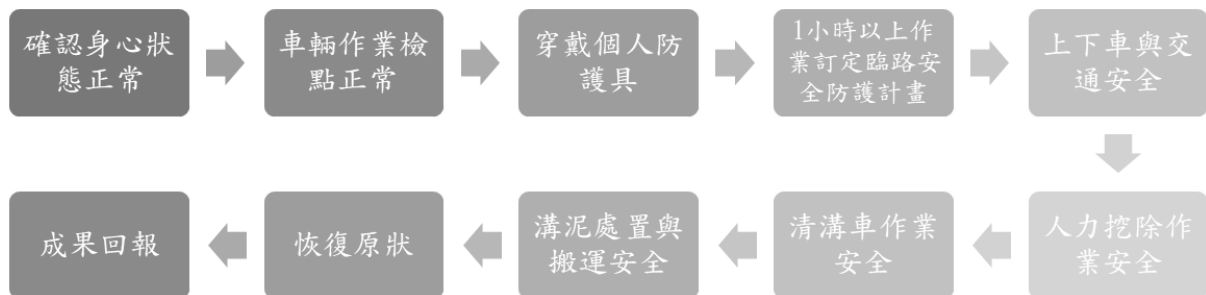 確認身心狀
態正常
車輛作業檢
點正常
穿戴個人防
護具
1小時以上作
業訂定臨路安
全防護計畫
上下車與交
通安全
人力挖除作
業安全
清溝車作業
安全
溝泥處置與
搬運安全
恢復原狀
成果回報